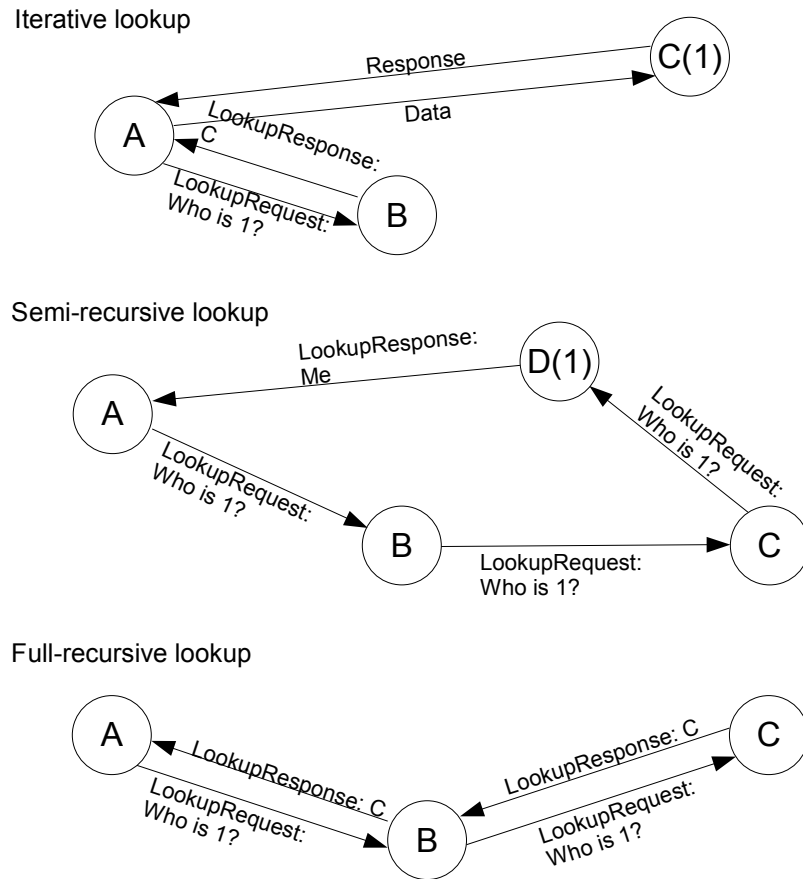 Iterative lookup
Response
C(1)
A
Data
LookupResponse:
C
LookupRequest:
Who is 1?
B
Semi-recursive lookup
LookupResponse:
Me
D(1)
A
LookupRequest:
Who is 1?
LookupRequest:
Who is 1?
B
C
LookupRequest:
Who is 1?
Full-recursive lookup
A
C
LookupResponse: C
LookupResponse: C
LookupRequest:
Who is 1?
B
LookupRequest:
Who is 1?